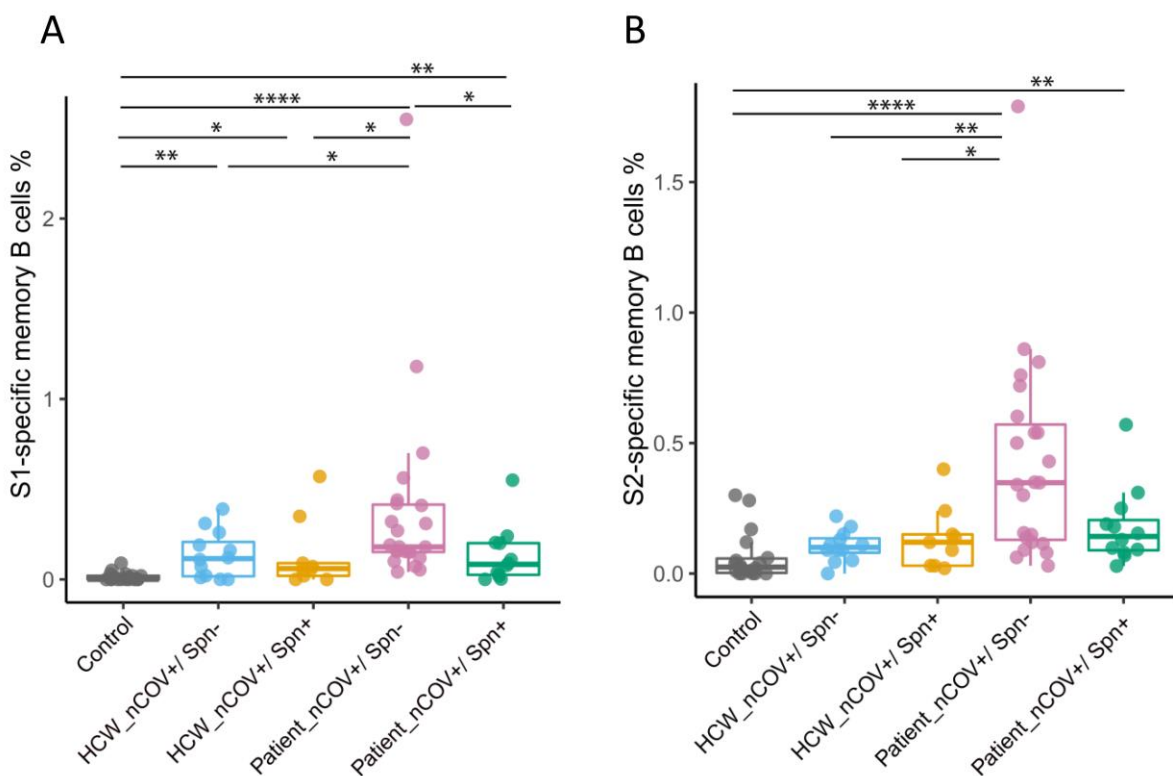 A
**
****
*
*
*
**
*
S1-specific memory B cells %
2
1
0
Control
HCW_nCOV+/ Spn-
HCW_nCOV+/ Spn+
Patient_nCOV+/ Spn-
Patient_nCOV+/ Spn+
B
**
****
**
*
S2-specific memory B cells %
1.5
1.0
0.5
0.0
Control
HCW_nCOV+/ Spn-
HCW_nCOV+/ Spn+
Patient_nCOV+/ Spn-
Patient_nCOV+/ Spn+